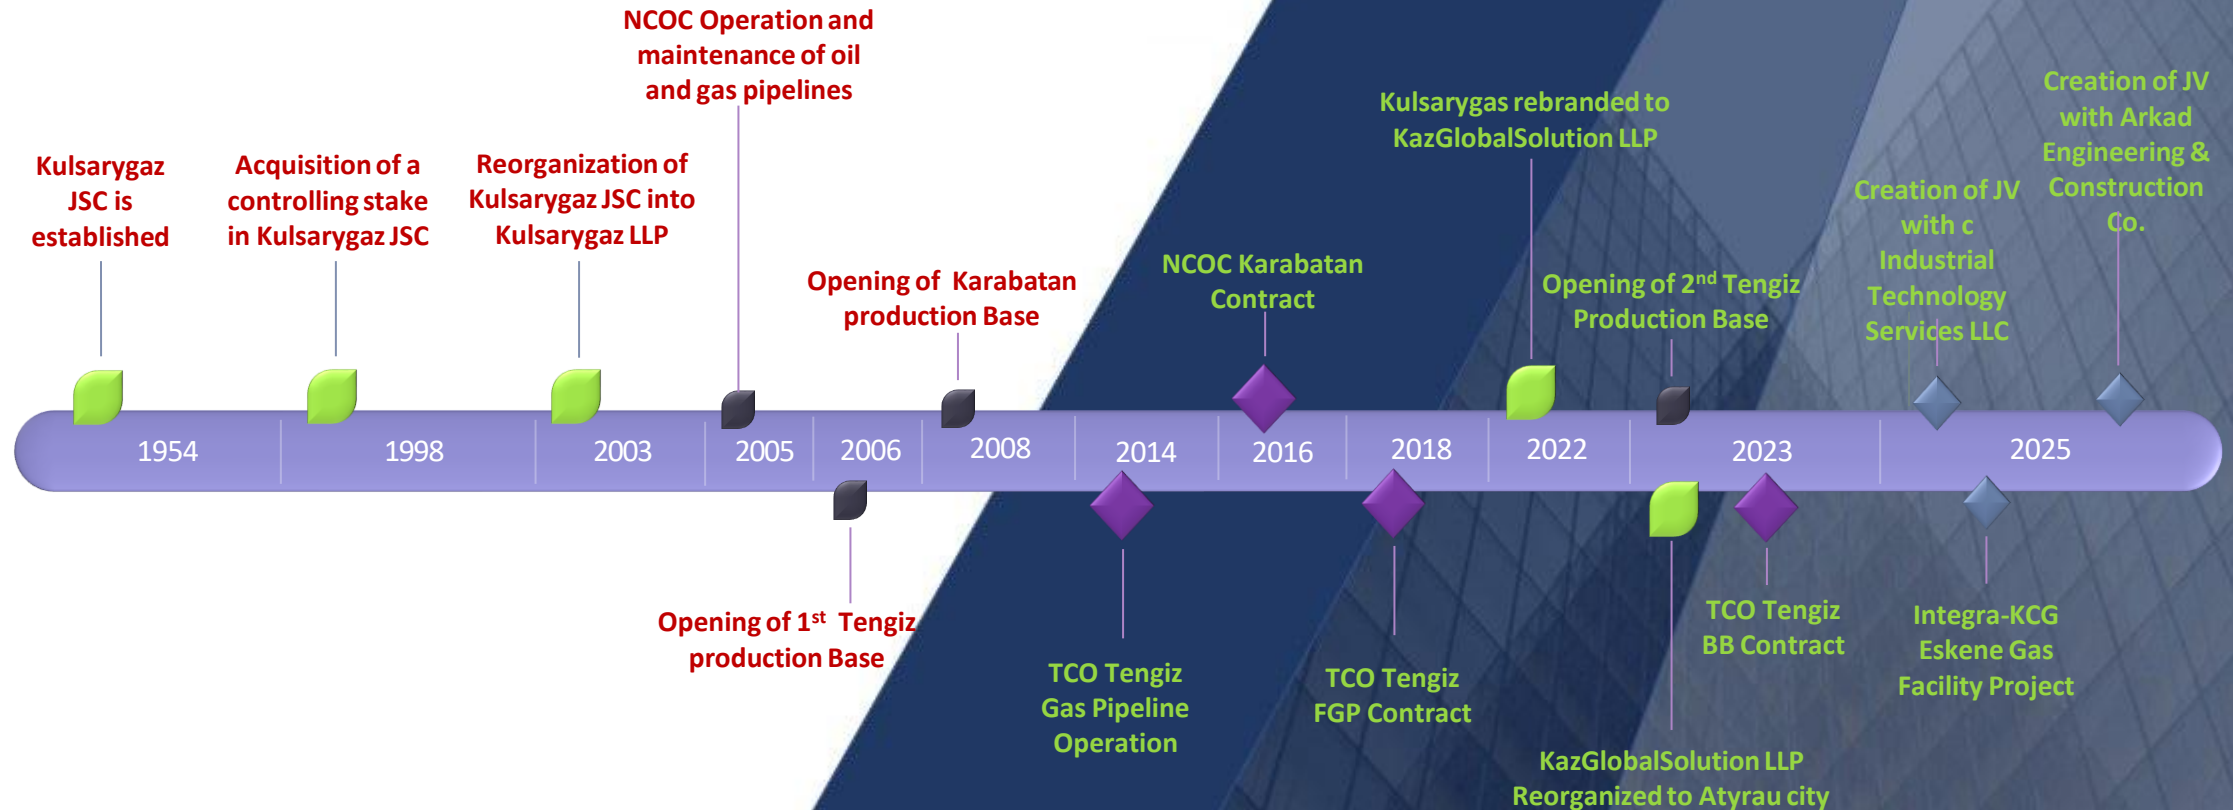 NCOC Operation and
maintenance of oil
and gas pipelines
Kulsarygaz
JSC is
established
Acquisition of a
controlling stake
in Kulsarygaz JSC
Reorganization of
Kulsarygaz JSC into
Kulsarygaz LLP
Opening of Karabatan
production Base
NCOC Karabatan
Contract
Kulsarygas rebranded to
KazGlobalSolution LLP
Opening of 2nd Tengiz
Production Base
Creation of JV
with c
Industrial
Technology
Services LLC
Creation of JV
with Arkad
Engineering &
Construction
Co.
1954
1998
2003
2005
2006
2008
2014
2016
2018
2022
2023
2025
Opening of 1st Tengiz
production Base
TCO Tengiz
Gas Pipeline
Operation
TCO Tengiz
FGP Contract
KazGlobalSolution LLP
Reorganized to Atyrau city
TCO Tengiz
BB Contract
Integra-KCG
Eskene Gas
Facility Project